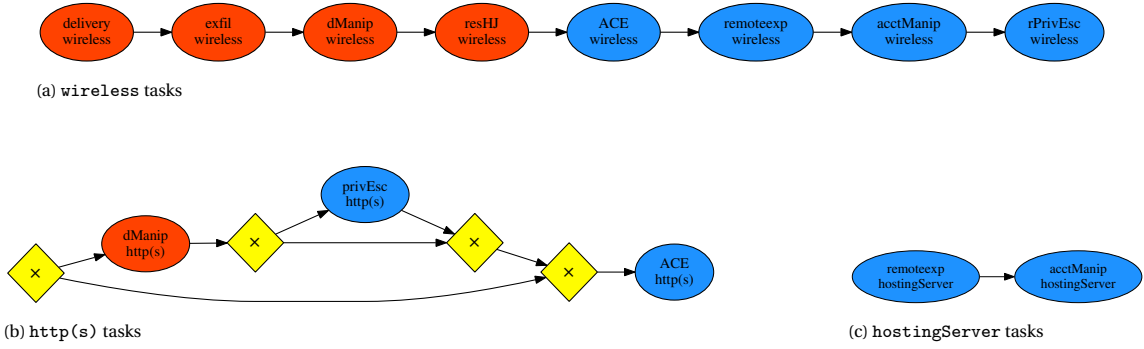 delivery
wireless
exfil
wireless
dManip
wireless
resHJ
wireless
ACE
wireless
remoteexp
wireless
acctManip
wireless
rPrivEsc
wireless
(a) wireless tasks
×
dManip
http(s)
×
privEsc
http(s)
×
×
ACE
http(s)
(b) http(s) tasks
remoteexp
hostingServer
acctManip
hostingServer
(c) hostingServer tasks